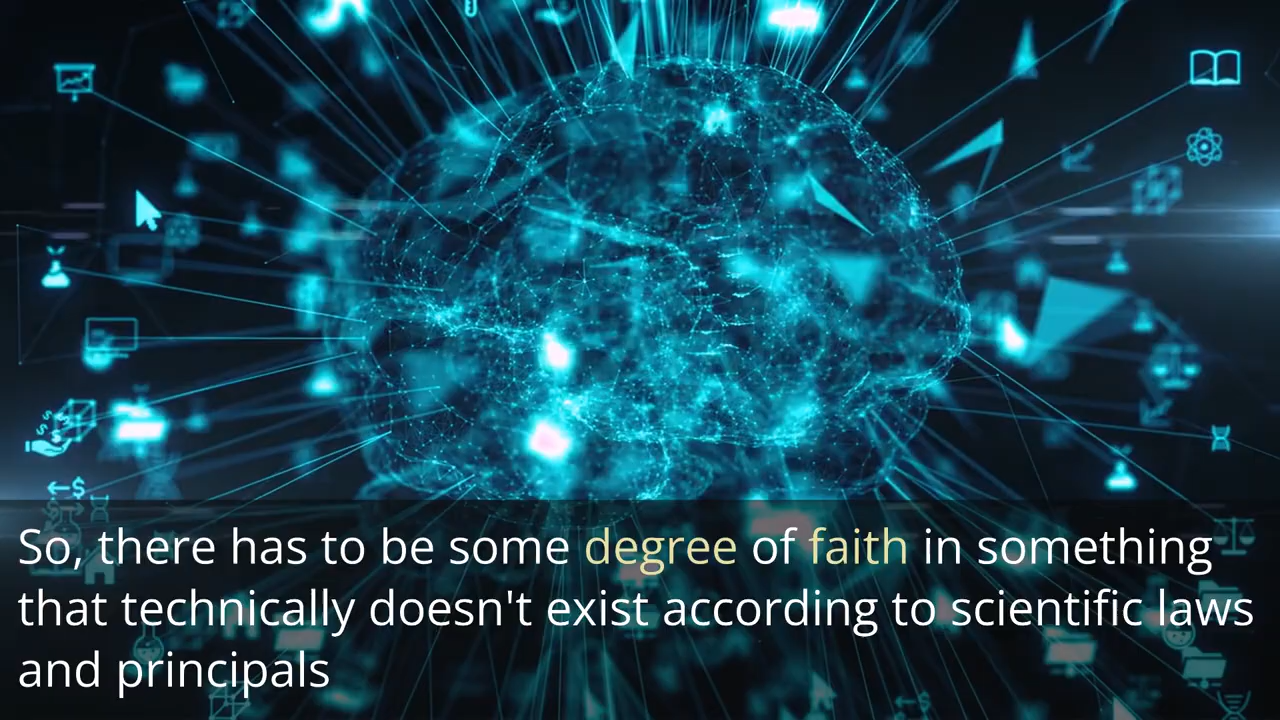 So, there has to be some degree of faith in something
that technically doesn't exist according to scientific laws
and principals